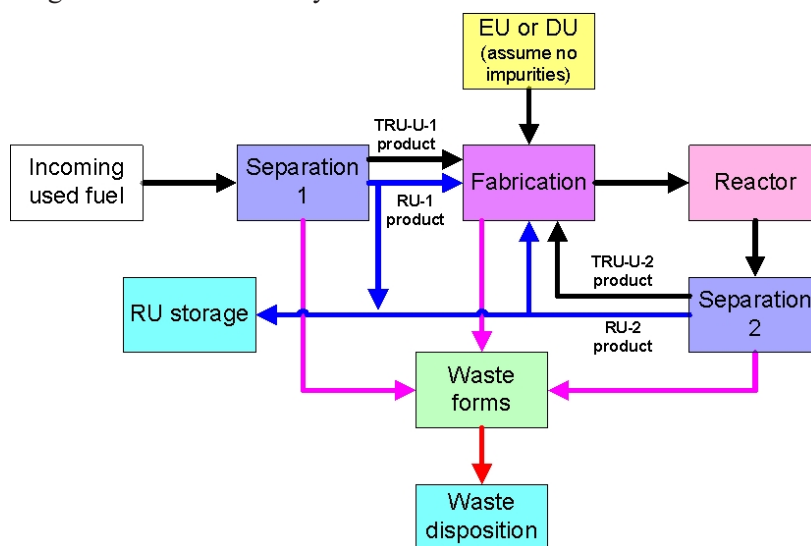 EU or DU
(assume no
impurities)
TRU-U-1
product
Incoming
used fuel
Separation
1
RU-1
product
Fabrication
Reactor
TRU-U-2
product
RU storage
Separation
2
RU-2
product
Waste
forms
Waste
disposition